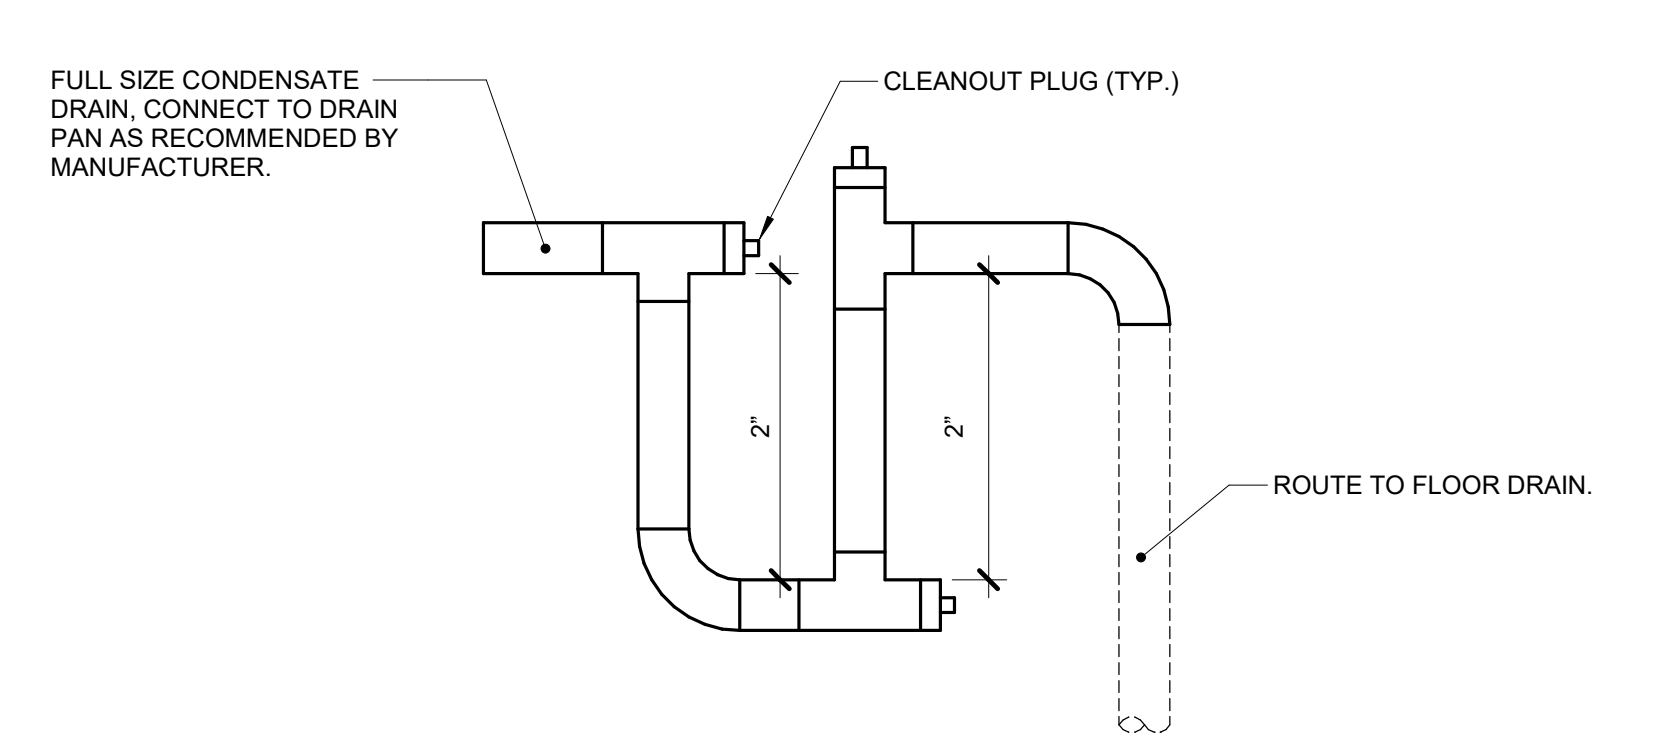 FULL SIZE CONDENSATE
DRAIN, CONNECT TO DRAIN
PAN AS RECOMMENDED BY
MANUFACTURER.
CLEANOUT PLUG (TYP.)
2”
2”
ROUTE TO FLOOR DRAIN.